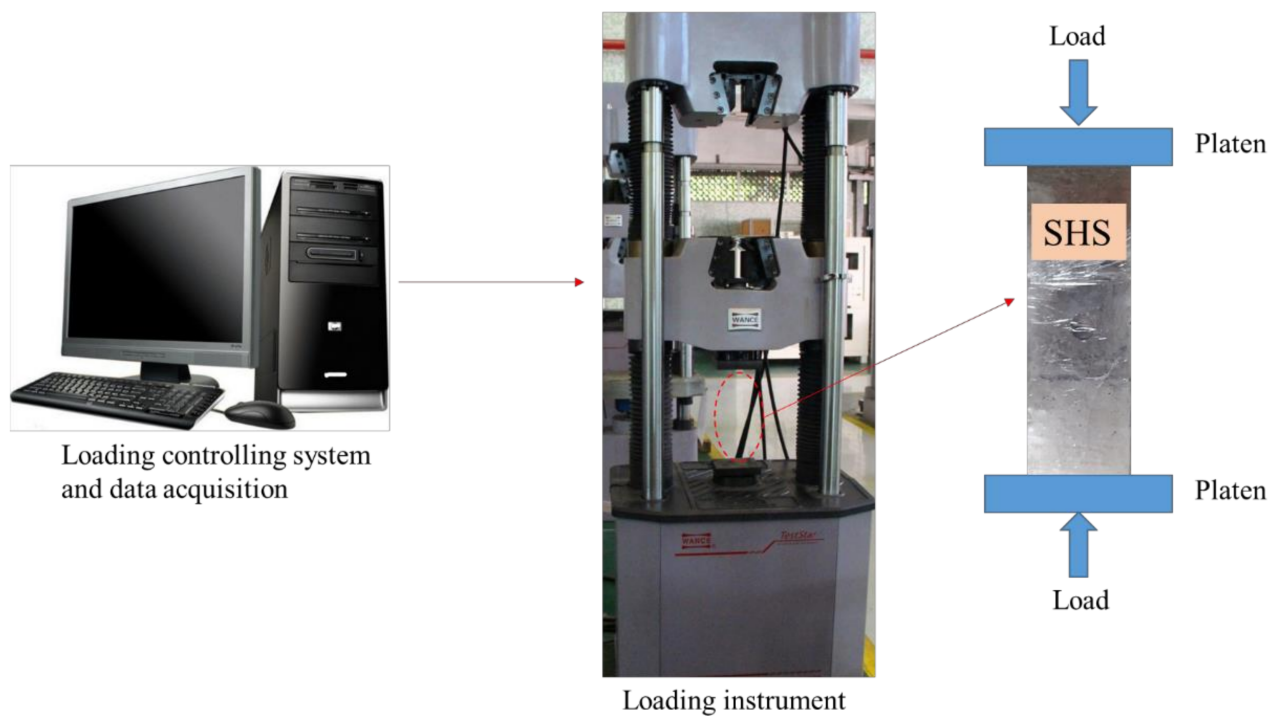 Loading controlling system
and data acquisition
WANCE
WANCE
TestStar
Loading instrument
Load
Platen
SHS
Platen
Load